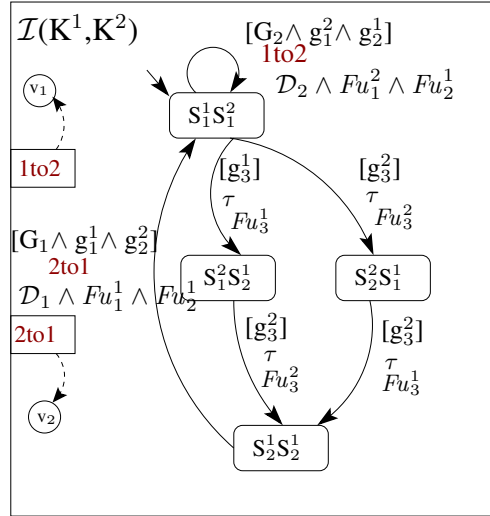 I(K¹,K²)
[G₂∧ g₁²∧ g₂¹]
1to2
D₂ ∧ Fu₁² ∧ Fu₂¹
v₁
S₁¹S₁²
1to2
[g₃¹]
τ
Fu₃¹
[g₃²]
τ
Fu₃²
[G₁∧ g₁¹∧ g₂²]
2to1
D₁ ∧ Fu₁¹ ∧ Fu₂¹
S₁²S₂¹
S₂²S₁¹
2to1
[g₃²]
τ
Fu₃²
[g₃²]
τ
Fu₃¹
v₂
S₂¹S₂¹